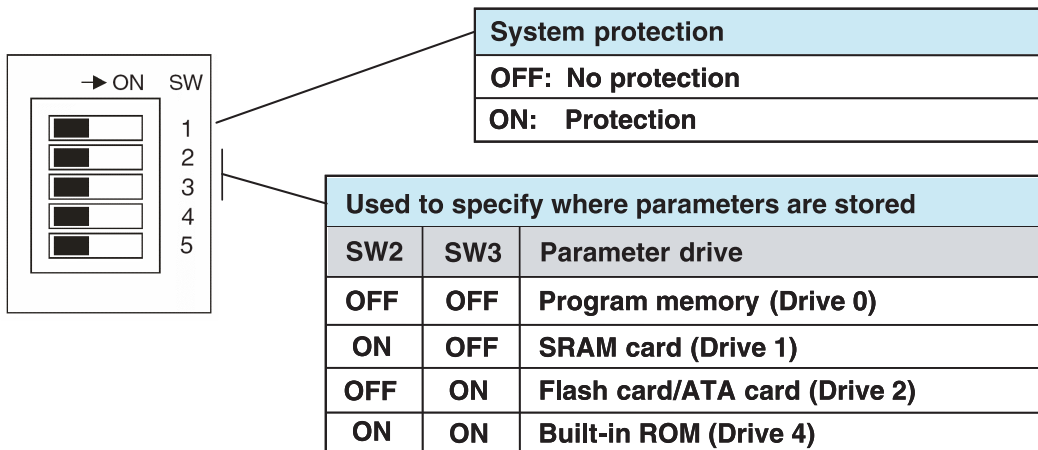 → ON SW
1
2
3
4
5
System protection
OFF: No protection
ON: Protection
Used to specify where parameters are stored
SW2 SW3 Parameter drive
OFF OFF Program memory (Drive 0)
ON OFF SRAM card (Drive 1)
OFF ON Flash card/ATA card (Drive 2)
ON ON Built-in ROM (Drive 4)